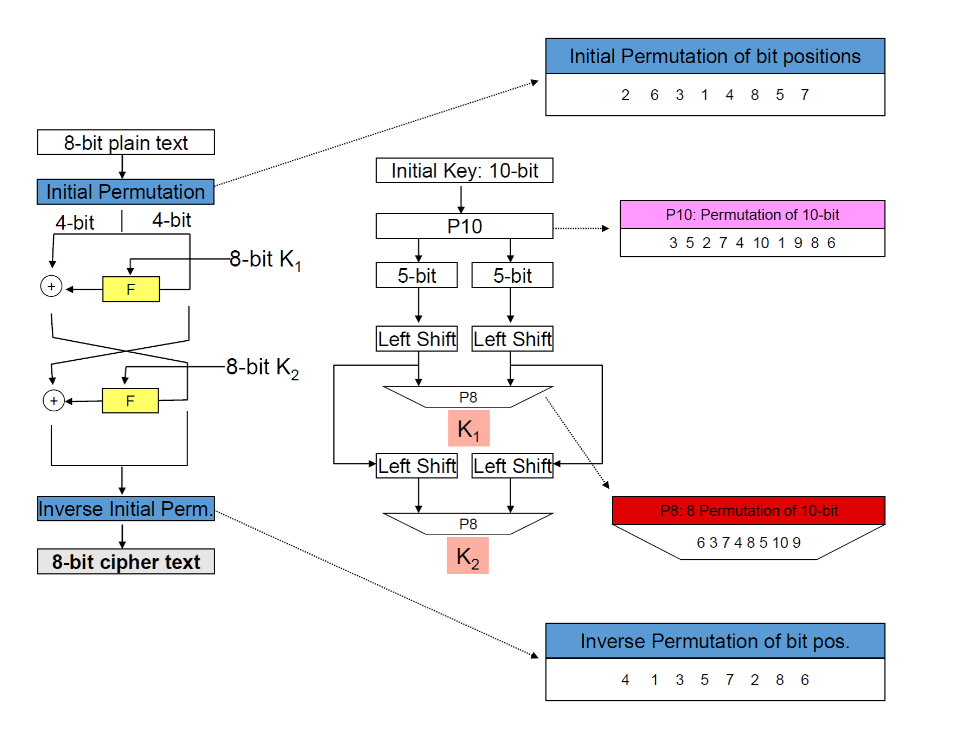 Initial Permutation of bit positions
2 6 3 1 4 8 5 7
8-bit plain text
Initial Permutation
4-bit
4-bit
8-bit K1
F
+
8-bit K2
F
+
Inverse Initial Perm.
8-bit cipher text
Initial Key: 10-bit
P10
5-bit
5-bit
Left Shift
Left Shift
P8
K1
Left Shift
Left Shift
P8
K2
P10: Permutation of 10-bit
3 5 2 7 4 10 1 9 8 6
P8: 8 Permutation of 10-bit
6 3 7 4 8 5 10 9
Inverse Permutation of bit pos.
4 1 3 5 7 2 8 6